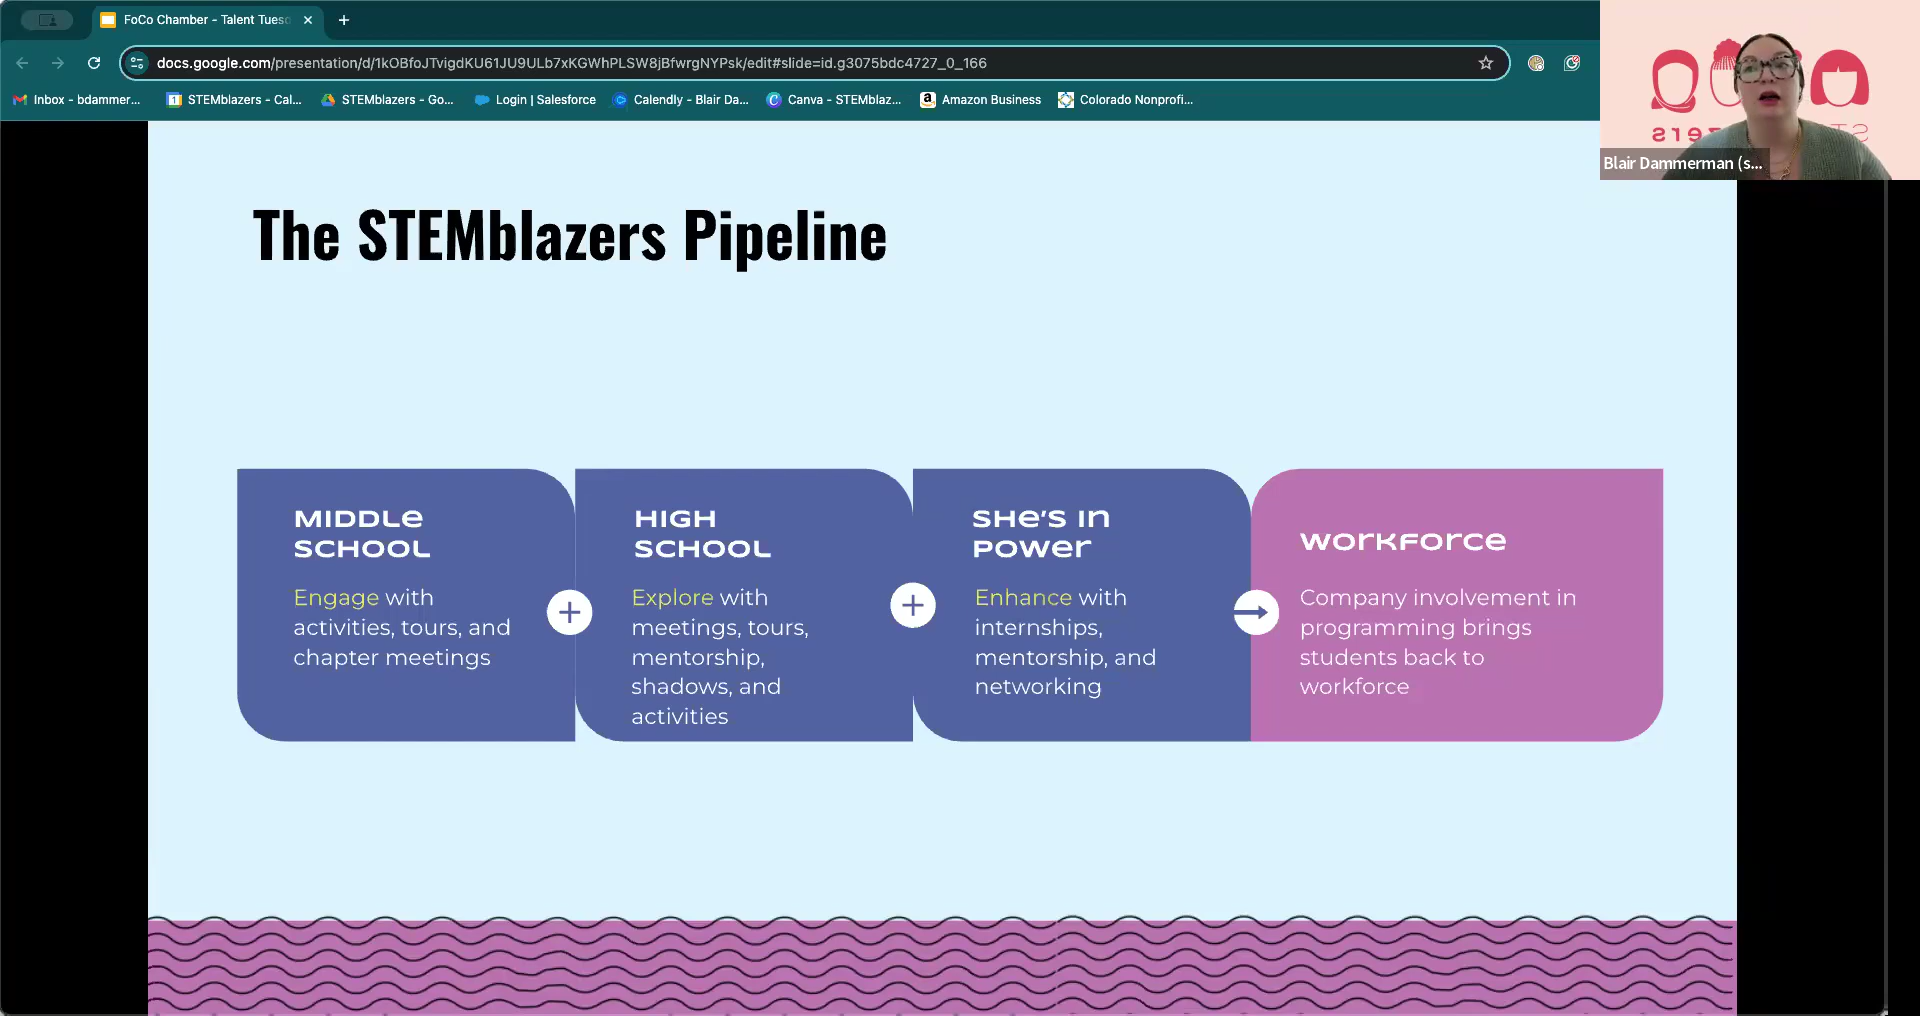 FoCo Chamber - Talent Tuesd
docs.google.com/presentation/d/1kOBfoJTvigdKU61JU9ULb7xKGWhPLSW8jBfwrgNYPsk/edit#slide=id.g3075bdc4727_0_166
Inbox - bdammer...
STEMblazers - Cal...
STEMblazers - Go...
Login | Salesforce
Calendly - Blair Da...
Canva - STEMblaz...
Amazon Business
Colorado Nonprofi...
Blair Dammerman (s...
The STEMblazers Pipeline
MIDDLe
SCHOOL
Engage with
activities, tours, and
chapter meetings
HIGH
SCHOOL
Explore with
meetings, tours,
mentorship,
shadows, and
activities
SHe's In
Power
Enhance with
internships,
mentorship, and
networking
workforce
Company involvement in
programming brings
students back to
workforce